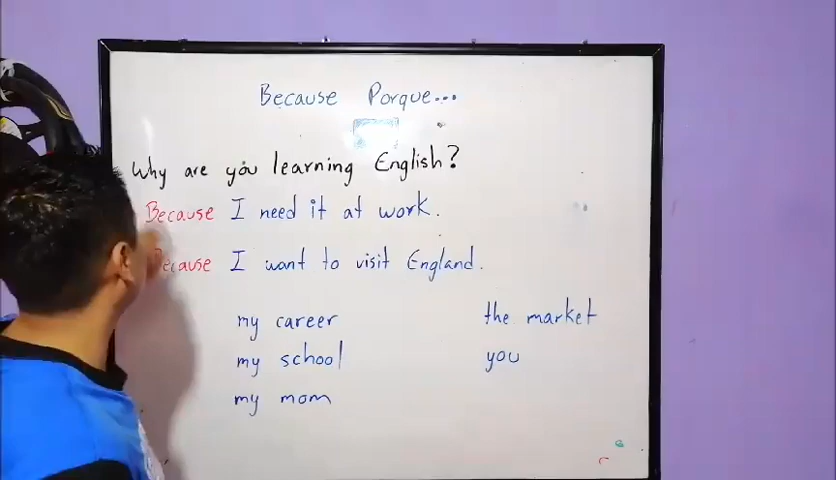 Because Porque...
Why are you learning English?
Because I need it at work.
Because I want to visit England.
my career
my school
my mom
the market
you